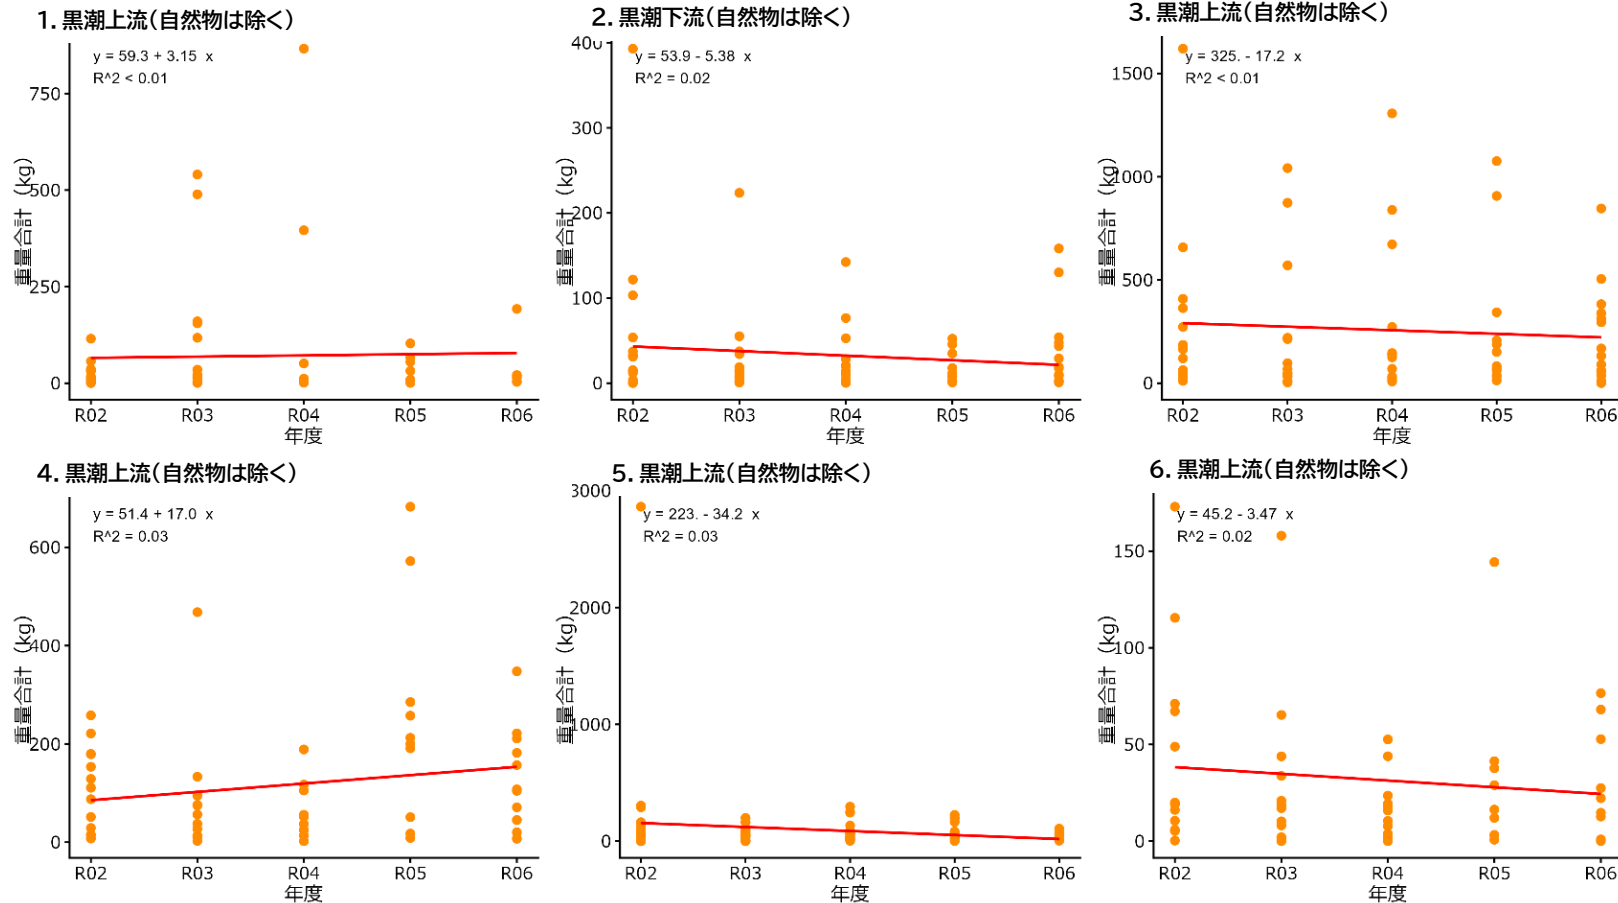 1. 黒潮上流(自然物は除く)
y = 59.3 + 3.15 x
R^2 < 0.01
750
500
250
0
重量合計 (kg)
R02 R03 R04 R05 R06
年度
2. 黒潮下流(自然物は除く)
y = 53.9 - 5.38 x
R^2 = 0.02
400
300
200
100
0
重量合計 (kg)
R02 R03 R04 R05 R06
年度
3. 黒潮上流(自然物は除く)
y = 325. - 17.2 x
R^2 < 0.01
1500
1000
500
0
重量合計 (kg)
R02 R03 R04 R05 R06
年度
4. 黒潮上流(自然物は除く)
y = 51.4 + 17.0 x
R^2 = 0.03
600
400
200
0
重量合計 (kg)
R02 R03 R04 R05 R06
年度
5. 黒潮上流(自然物は除く)
y = 223. - 34.2 x
R^2 = 0.03
3000
2000
1000
0
重量合計 (kg)
R02 R03 R04 R05 R06
年度
6. 黒潮上流(自然物は除く)
y = 45.2 - 3.47 x
R^2 = 0.02
150
100
50
0
重量合計 (kg)
R02 R03 R04 R05 R06
年度